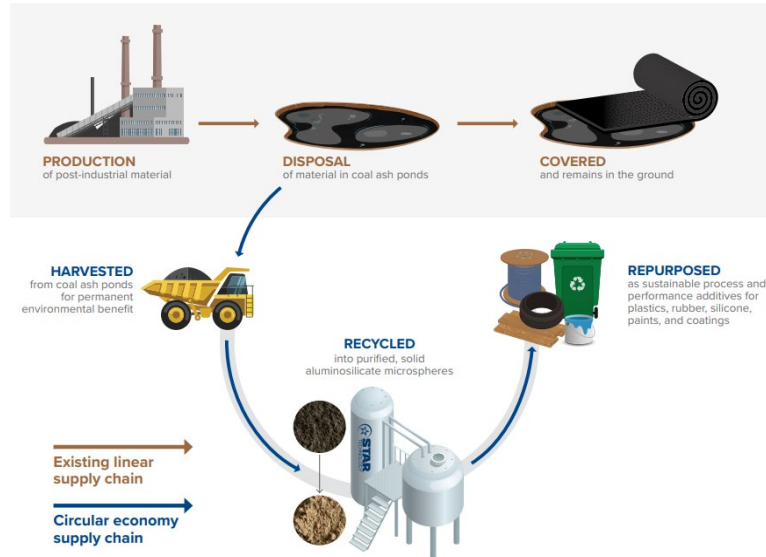 PRODUCTION
of post-industrial material
DISPOSAL
of material in coal ash ponds
COVERED
and remains in the ground
HARVESTED
from coal ash ponds
for permanent
environmental benefit
RECYCLED
into purified, solid
aluminosilicate microspheres
STAR
REPURPOSED
as sustainable process and
performance additives for
plastics, rubber, silicone,
paints, and coatings
Existing linear
supply chain
Circular economy
supply chain